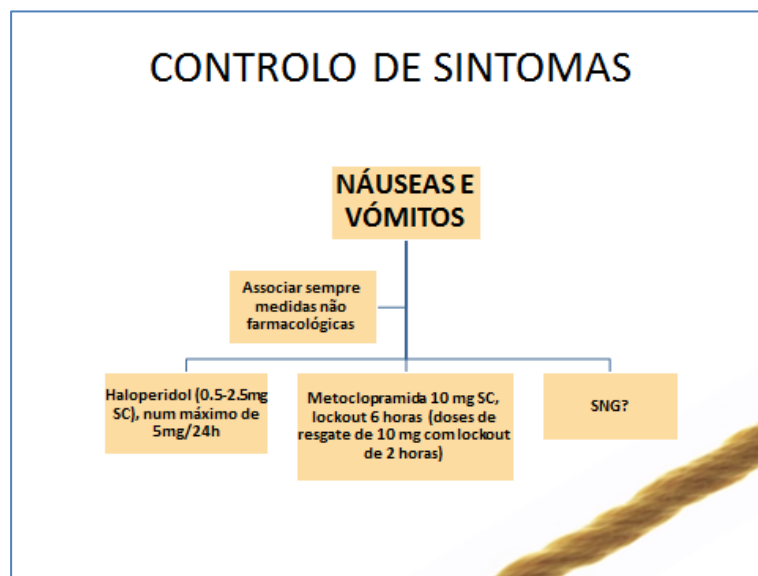 CONTROLO DE SINTOMAS
NÁUSEAS E
VÓMITOS
Associar sempre
medidas não
farmacológicas
Haloperidol (0.5-2.5mg
SC), num máximo de
5mg/24h
Metoclopramida 10 mg SC,
lockout 6 horas (doses de
resgate de 10 mg com lockout
de 2 horas)
SNG?